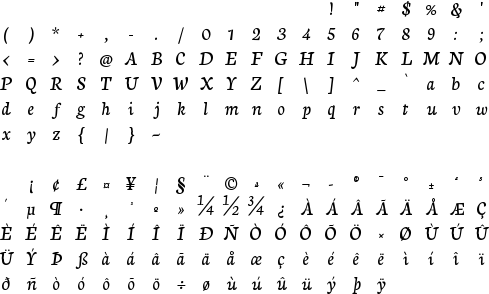 ! " # $ % & '
( ) * + , - . / 0 1 2 3 4 5 6 7 8 9 : ;
< = > ? @ A B C D E F G H I J K L M N O
P Q R S T U V W X Y Z [ \ ] ^ _ ` a b c
d e f g h i j k l m n o p q r s t u v w
x y z { | } ~
¡ ¢ £ ¤ ¥ ¦ § ¨ © ª « ¬ - ® ¯ ° ± ² ³
´ µ ¶ · ¸ ¹ º » ¼ ½ ¾ ¿ À Á Â Ã Ä Å Æ Ç
È É Ê Ë Ì Í Î Ï Ð Ñ Ò Ó Ô Õ Ö × Ø Ù Ú Û
Ü Ý Þ ß à á â ã ä å æ ç è é ê ë ì í î ï
ð ñ ò ó ô õ ö ÷ ø ù ú û ü ý þ ÿ